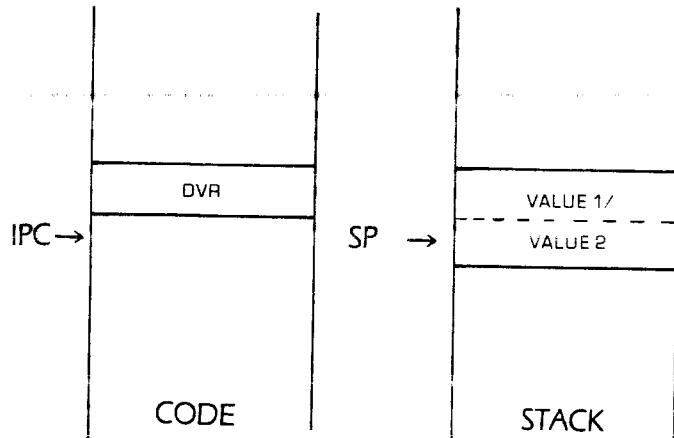 DVR
IPC→
SP →
VALUE 1/
VALUE 2
CODE
STACK